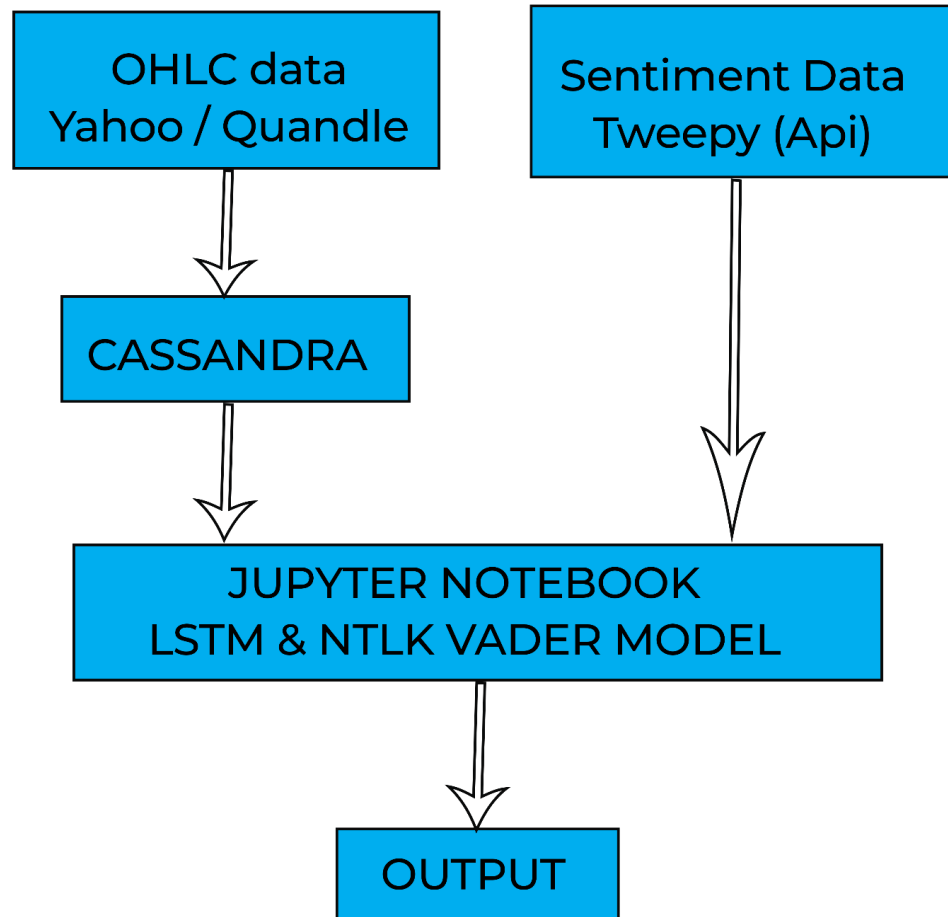 OHLC data
Yahoo / Quandle
Sentiment Data
Tweepy (Api)
CASSANDRA
JUPYTER NOTEBOOK
LSTM & NTLK VADER MODEL
OUTPUT